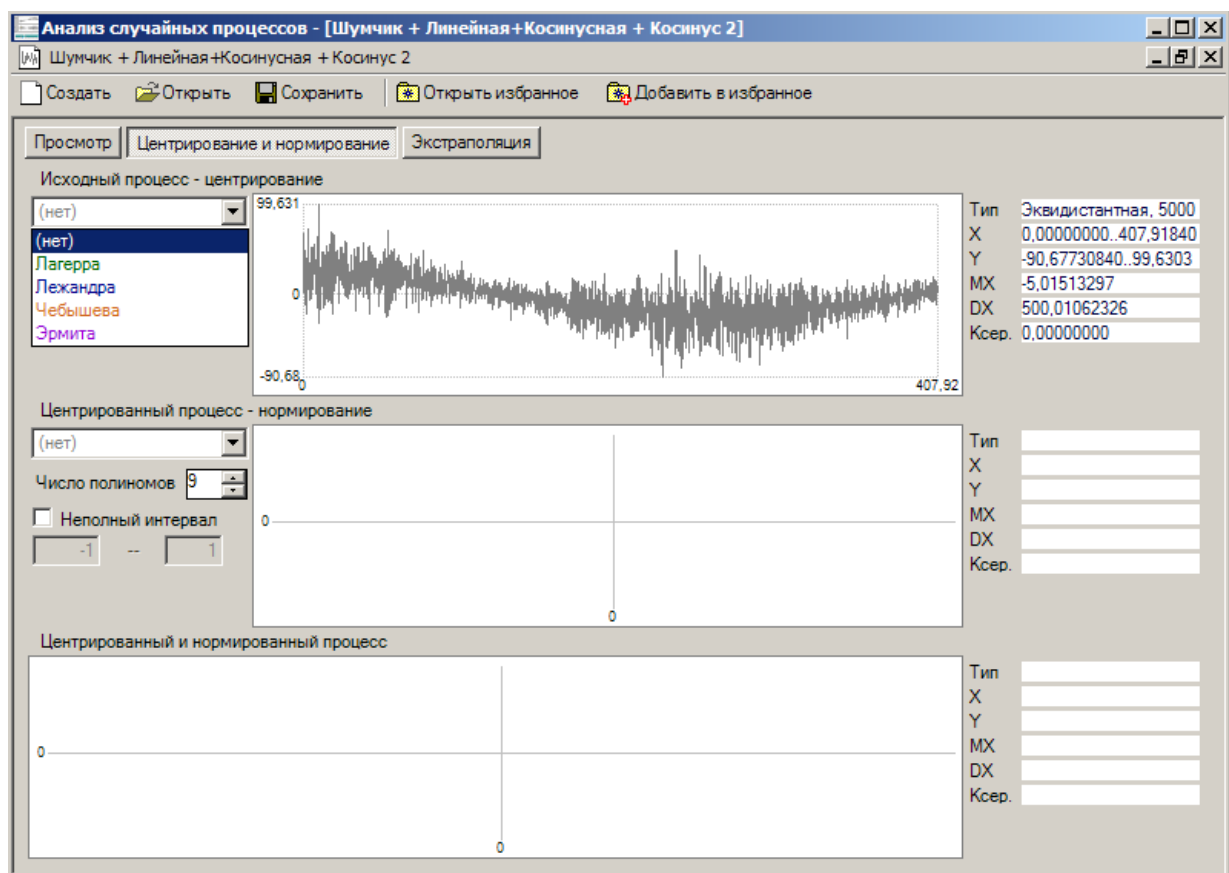 Анализ случайных процессов - [Шумчик + Линейная+Косинусная + Косинус 2]
Шумчик + Линейная+Косинусная + Косинус 2
Создать Открыть Сохранить Открыть избранное Добавить в избранное
Просмотр Центрирование и нормирование Экстраполяция
Исходный процесс - центрирование
(нет)
(нет)
Лагерра
Лежандра
Чебышева
Эрмита
99,631
0
-90,68
0
407,92
Тип Эквидистантная, 5000
X 0,00000000..407,91840
Y -90,67730840..99,6303
MX -5,01513297
DX 500,01062326
Ксер. 0,00000000
Центрированный процесс - нормирование
(нет)
Число полиномов 9
Неполный интервал
-1 -- 1
0
0
Тип
X
Y
MX
DX
Ксер.
Центрированный и нормированный процесс
0
0
Тип
X
Y
MX
DX
Ксер.